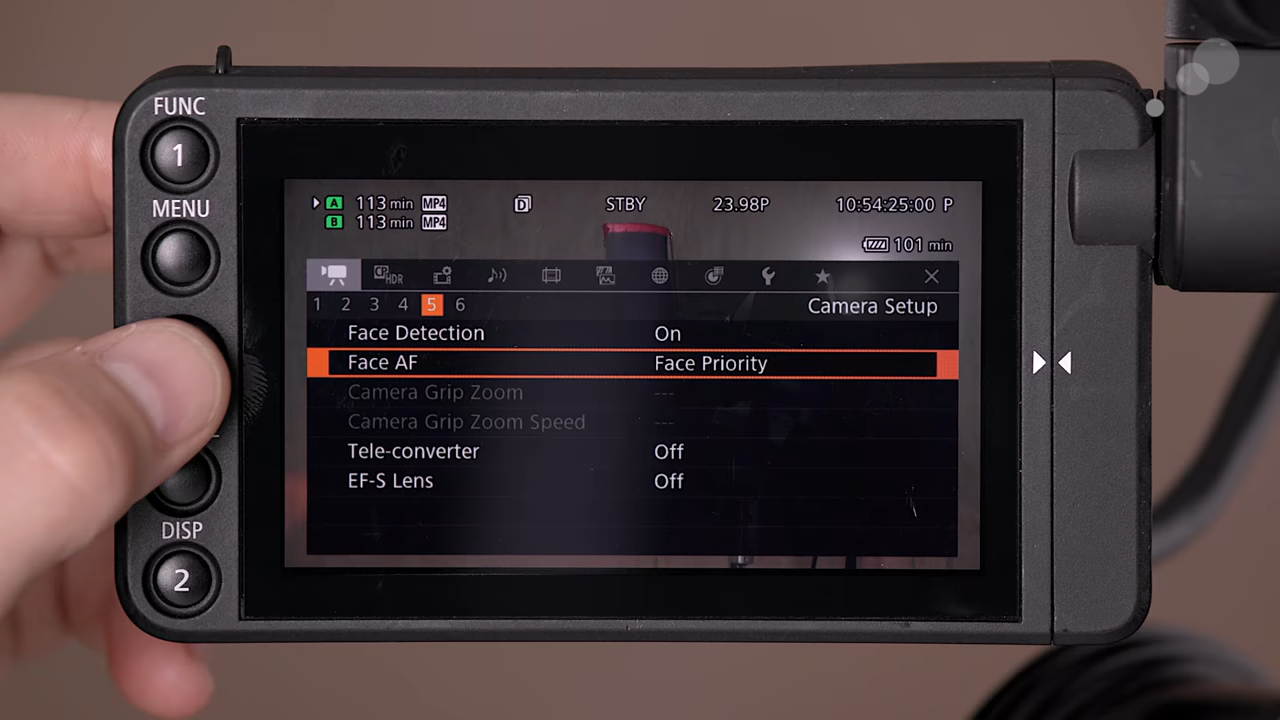 FUNC
1
MENU
DISP
2
A 113 min MP4
B 113 min MP4
D
STBY
23.98P
10:54:25:00 P
101 min
CP HDR
1 2 3 4 5 6
Camera Setup
Face Detection On
Face AF Face Priority
Camera Grip Zoom ---
Camera Grip Zoom Speed ---
Tele-converter Off
EF-S Lens Off